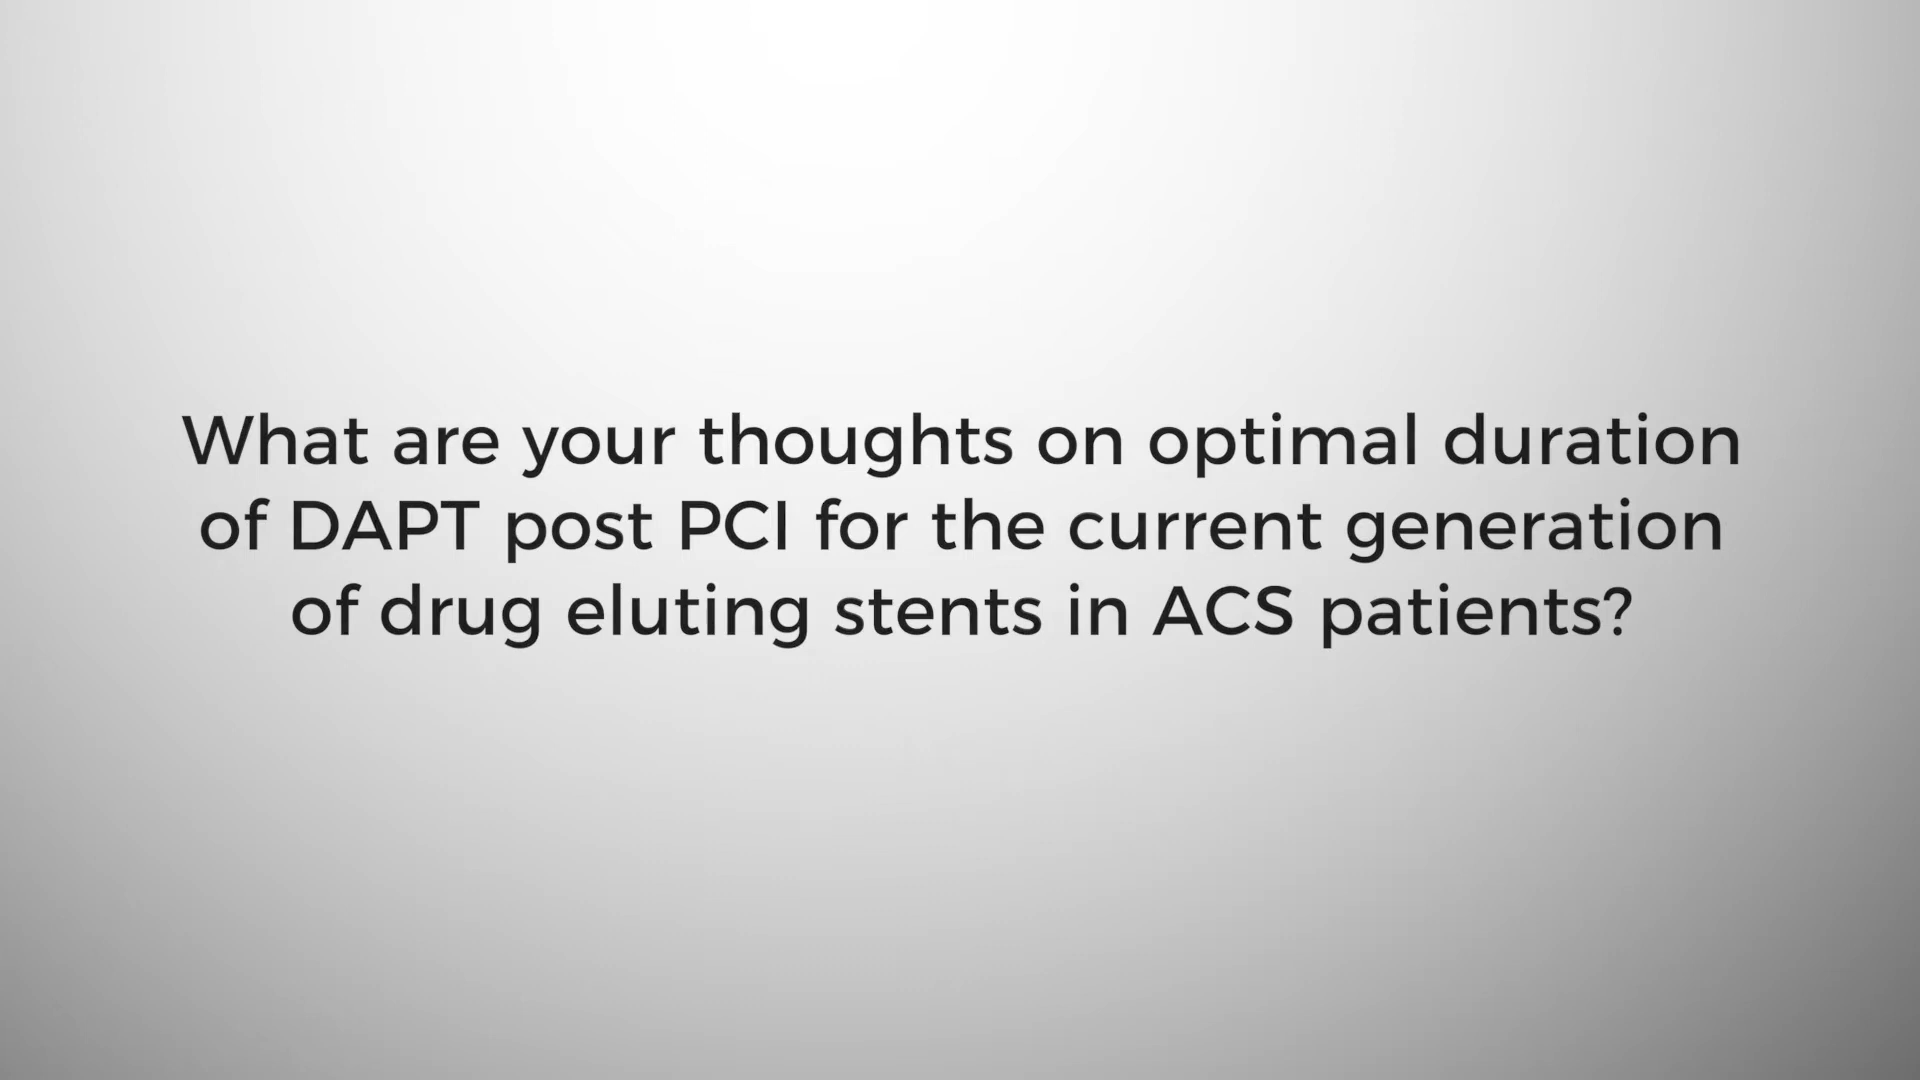 What are your thoughts on optimal duration
of DAPT post PCI for the current generation
of drug eluting stents in ACS patients?